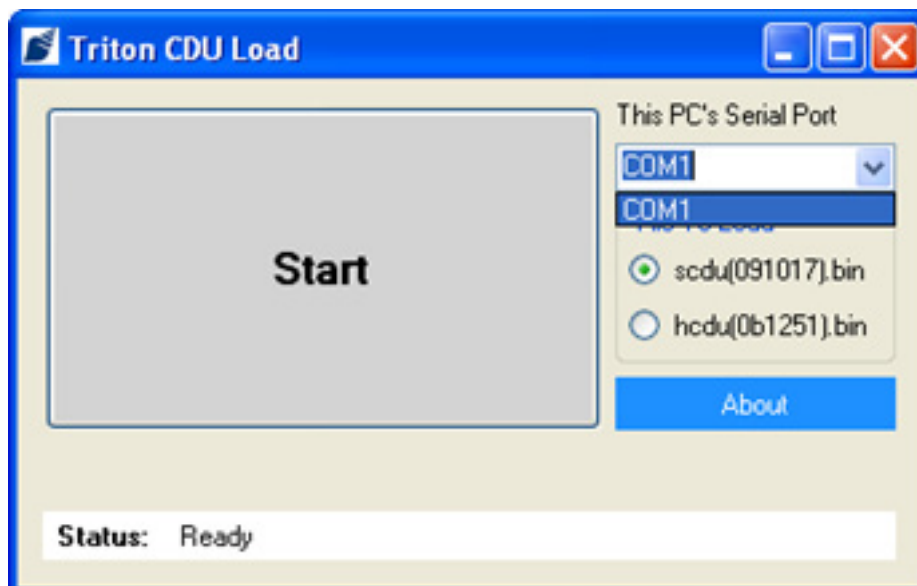 Triton CDU Load
This PC's Serial Port
COM1
COM1
Start
scdu(091017).bin
hcdu(0b1251).bin
About
Status: Ready